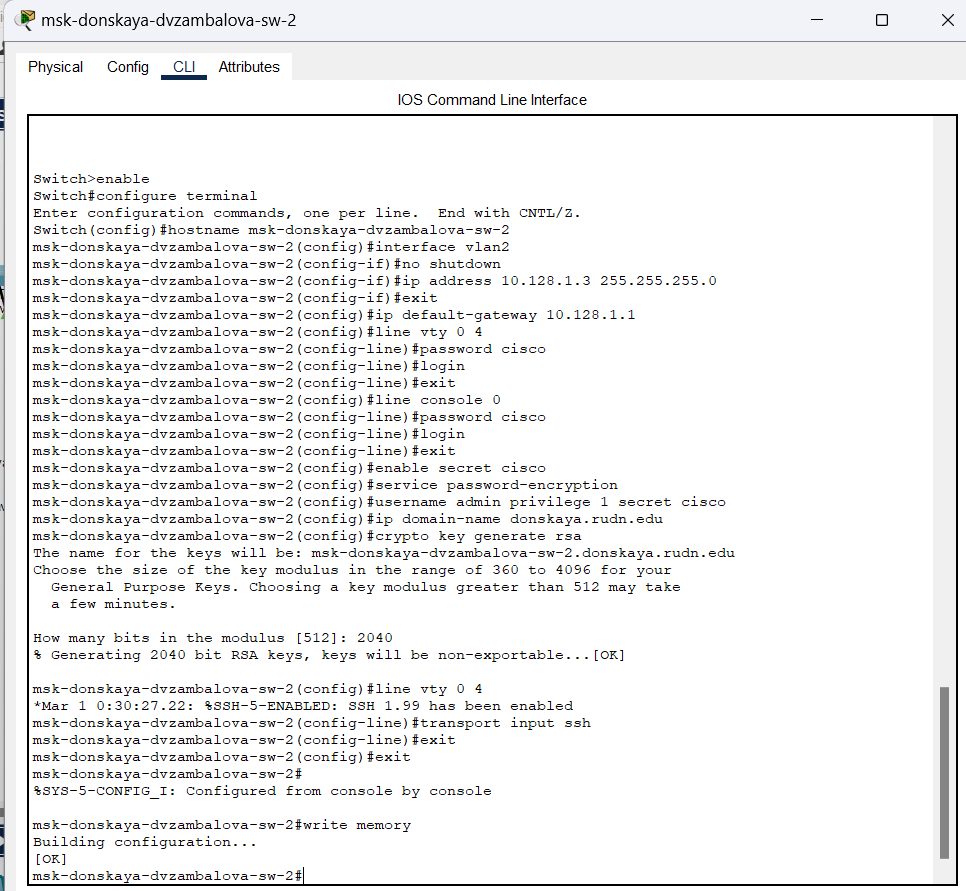 msk-donskaya-dvzambalova-sw-2
Physical Config CLI Attributes
IOS Command Line Interface
Switch>enable
Switch#configure terminal
Enter configuration commands, one per line.  End with CNTL/Z.
Switch(config)#hostname msk-donskaya-dvzambalova-sw-2
msk-donskaya-dvzambalova-sw-2(config)#interface vlan2
msk-donskaya-dvzambalova-sw-2(config-if)#no shutdown
msk-donskaya-dvzambalova-sw-2(config-if)#ip address 10.128.1.3 255.255.255.0
msk-donskaya-dvzambalova-sw-2(config-if)#exit
msk-donskaya-dvzambalova-sw-2(config)#ip default-gateway 10.128.1.1
msk-donskaya-dvzambalova-sw-2(config)#line vty 0 4
msk-donskaya-dvzambalova-sw-2(config-line)#password cisco
msk-donskaya-dvzambalova-sw-2(config-line)#login
msk-donskaya-dvzambalova-sw-2(config-line)#exit
msk-donskaya-dvzambalova-sw-2(config)#line console 0
msk-donskaya-dvzambalova-sw-2(config-line)#password cisco
msk-donskaya-dvzambalova-sw-2(config-line)#login
msk-donskaya-dvzambalova-sw-2(config-line)#exit
msk-donskaya-dvzambalova-sw-2(config)#enable secret cisco
msk-donskaya-dvzambalova-sw-2(config)#service password-encryption
msk-donskaya-dvzambalova-sw-2(config)#username admin privilege 1 secret cisco
msk-donskaya-dvzambalova-sw-2(config)#ip domain-name donskaya.rudn.edu
msk-donskaya-dvzambalova-sw-2(config)#crypto key generate rsa
The name for the keys will be: msk-donskaya-dvzambalova-sw-2.donskaya.rudn.edu
Choose the size of the key modulus in the range of 360 to 4096 for your
General Purpose Keys. Choosing a key modulus greater than 512 may take
a few minutes.
How many bits in the modulus [512]: 2040
% Generating 2040 bit RSA keys, keys will be non-exportable...[OK]
msk-donskaya-dvzambalova-sw-2(config)#line vty 0 4
*Mar 1 0:30:27.22: %SSH-5-ENABLED: SSH 1.99 has been enabled
msk-donskaya-dvzambalova-sw-2(config-line)#transport input ssh
msk-donskaya-dvzambalova-sw-2(config-line)#exit
msk-donskaya-dvzambalova-sw-2(config)#exit
msk-donskaya-dvzambalova-sw-2#
%SYS-5-CONFIG_I: Configured from console by console
msk-donskaya-dvzambalova-sw-2#write memory
Building configuration...
[OK]
msk-donskaya-dvzambalova-sw-2#